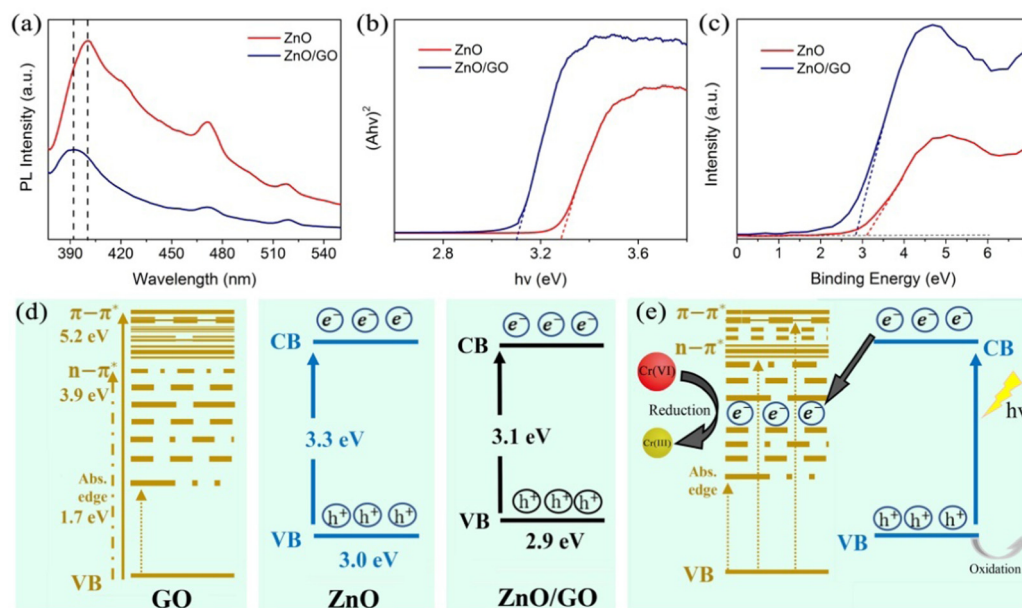 (a)
ZnO
ZnO/GO
PL Intensity (a.u.)
390 420 450 480 510 540
Wavelength (nm)
(b)
ZnO
ZnO/GO
(Ahv)²
2.8 3.2 3.6
hv (eV)
(c)
ZnO
ZnO/GO
Intensity (a.u.)
0 1 2 3 4 5 6
Binding Energy (eV)
(d)
π−π*
5.2 eV
n−π*
3.9 eV
Abs.
edge
1.7 eV
VB
GO
e⁻ e⁻ e⁻
CB
3.3 eV
h⁺ h⁺ h⁺
VB
3.0 eV
ZnO
e⁻ e⁻ e⁻
CB
3.1 eV
h⁺ h⁺ h⁺
VB
2.9 eV
ZnO/GO
(e)
π−π*
n−π*
Cr(VI)
Reduction
Cr(III)
e⁻ e⁻ e⁻
Abs.
edge
VB
e⁻ e⁻ e⁻
CB
hv
h⁺ h⁺ h⁺
VB
Oxidation